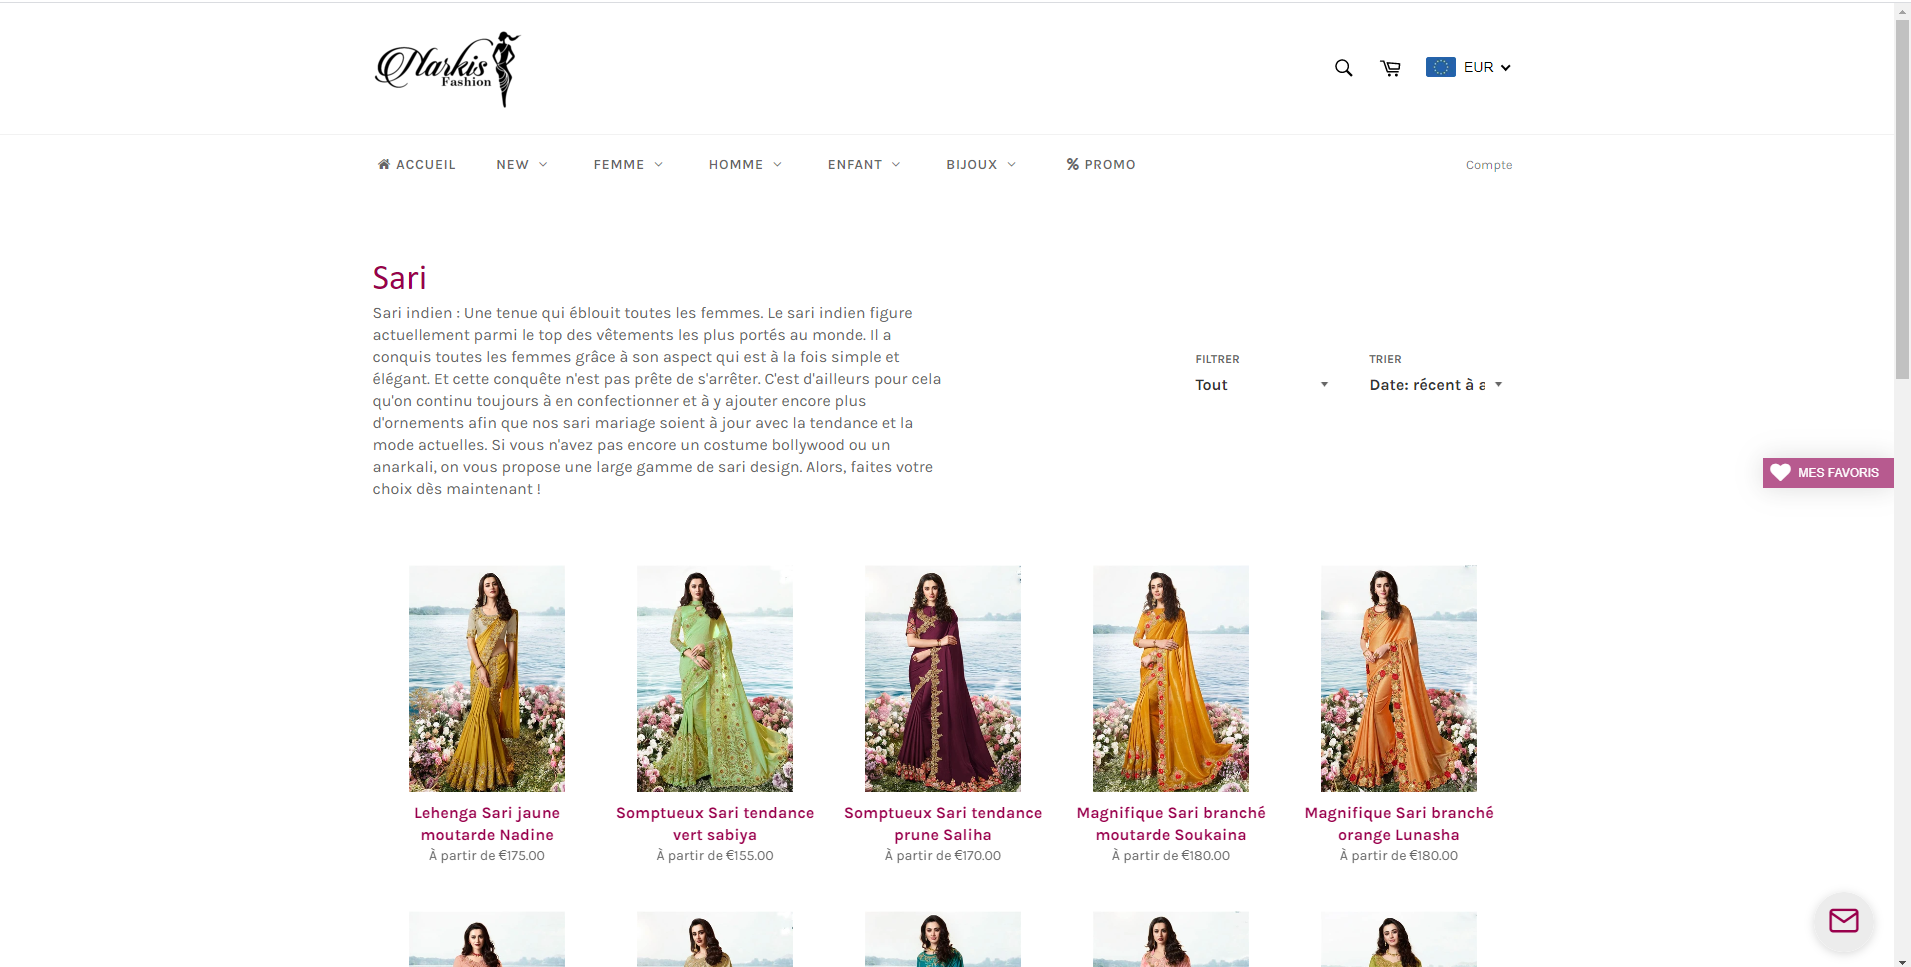 Narkis
Fashion
EUR
ACCUEIL NEW FEMME HOMME ENFANT BIJOUX % PROMO Compte
Sari
Sari indien : Une tenue qui éblouit toutes les femmes. Le sari indien figure
actuellement parmi le top des vêtements les plus portés au monde. Il a
conquis toutes les femmes grâce à son aspect qui est à la fois simple et
élégant. Et cette conquête n'est pas prête de s'arrêter. C'est d'ailleurs pour cela
qu'on continu toujours à en confectionner et à y ajouter encore plus
d'ornements afin que nos sari mariage soient à jour avec la tendance et la
mode actuelles. Si vous n'avez pas encore un costume bollywood ou un
anarkali, on vous propose une large gamme de sari design. Alors, faites votre
choix dès maintenant !
FILTRER
Tout
TRIER
Date: récent à a
MES FAVORIS
Lehenga Sari jaune
moutarde Nadine
À partir de €175.00
Somptueux Sari tendance
vert sabiya
À partir de €155.00
Somptueux Sari tendance
prune Saliha
À partir de €170.00
Magnifique Sari branché
moutarde Soukaina
À partir de €180.00
Magnifique Sari branché
orange Lunasha
À partir de €180.00